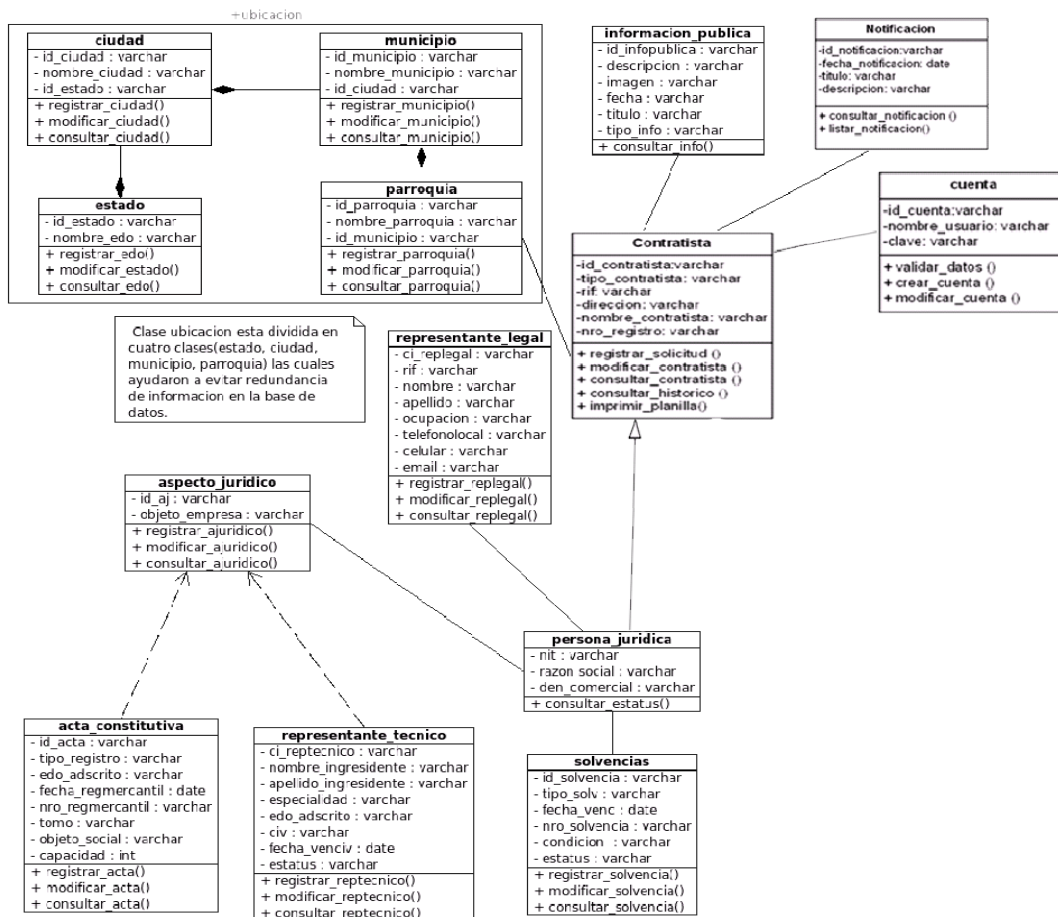 +ubicacion
ciudad
- id_ciudad : varchar
- nombre_ciudad : varchar
- id_estado : varchar
+ registrar_ciudad()
+ modificar_ciudad()
+ consultar_ciudad()
municipio
- id_municipio : varchar
- nombre_municipio : varchar
- id_ciudad : varchar
+ registrar_municipio()
+ modificar_municipio()
+ consultar_municipio()
estado
- id_estado : varchar
- nombre_edo : varchar
+ registrar_edo()
+ modificar_estado()
+ consultar_edo()
parroquia
- id_parroquia : varchar
- nombre_parroquia : varchar
- id_municipio : varchar
+ registrar_parroquia()
+ modificar_parroquia()
+ consultar_parroquia()
informacion_publica
- id_infopublica : varchar
- descripcion : varchar
- imagen : varchar
- fecha : varchar
- titulo : varchar
- tipo_info : varchar
+ consultar_info()
Notificacion
-id_notificacion:varchar
-fecha_notificacion: date
-titulo: varchar
-descripcion: varchar
+ consultar_notificacion ()
+ listar_notificacion()
cuenta
-id_cuenta:varchar
-nombre_usuario: varchar
-clave: varchar
+ validar_datos ()
+ crear_cuenta ()
+ modificar_cuenta ()
Contratista
-id_contratista:varchar
-tipo_contratista: varchar
-rif: varchar
-direccion: varchar
-nombre_contratista: varchar
-nro_registro: varchar
+ registrar_solicitud ()
+ modificar_contratista ()
+ consultar_contratista ()
+ consultar_historico ()
+ imprimir_planilla()
Clase ubicacion esta dividida en
cuatro clases(estado, ciudad,
municipio, parroquia) las cuales
ayudaron a evitar redundancia
de informacion en la base de
datos.
representante_legal
- ci_replegal : varchar
- rif : varchar
- nombre : varchar
- apellido : varchar
- ocupacion : varchar
- telefonolocal : varchar
- celular : varchar
- email : varchar
+ registrar_replegal()
+ modificar_replegal()
+ consultar_replegal()
aspecto_juridico
- id_aj : varchar
- objeto_empresa : varchar
+ registrar_ajuridico()
+ modificar_ajuridico()
+ consultar_ajuridico()
persona_juridica
- nit : varchar
- razon_social : varchar
- den_comercial : varchar
+ consultar_estatus()
acta_constitutiva
- id_acta : varchar
- tipo_registro : varchar
- edo_adscrito : varchar
- fecha_regmercantil : date
- nro_regmercantil : varchar
- tomo : varchar
- objeto_social : varchar
- capacidad : int
+ registrar_acta()
+ modificar_acta()
+ consultar_acta()
representante_tecnico
- ci_reptecnico : varchar
- nombre_ingresidente : varchar
- apellido_ingresidente : varchar
- especialidad : varchar
- edo_adscrito : varchar
- civ : varchar
- fecha_venciv : date
- estatus : varchar
+ registrar_reptecnico()
+ modificar_reptecnico()
+ consultar_reptecnico()
solvencias
- id_solvencia : varchar
- tipo_solv : varchar
- fecha_venc : date
- nro_solvencia : varchar
- condicion : varchar
- estatus : varchar
+ registrar_solvencia()
+ modificar_solvencia()
+ consultar_solvencia()